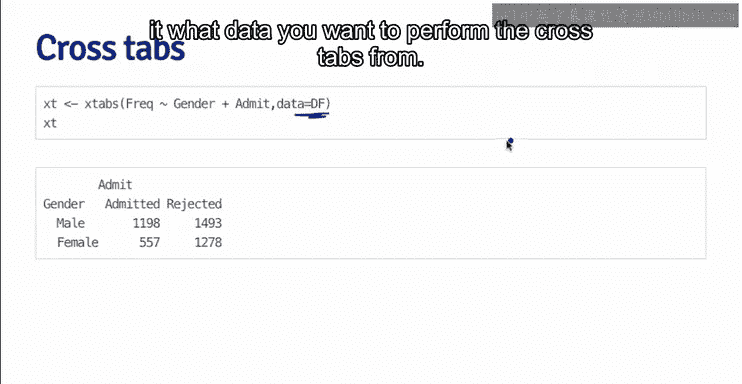 it what data you want to perform the cross
tabs from.
Cross tabs
xt <- xtabs(Freq ~ Gender + Admit,data=DF)
xt
Admit
Gender Admitted Rejected
Male 1198 1493
Female 557 1278